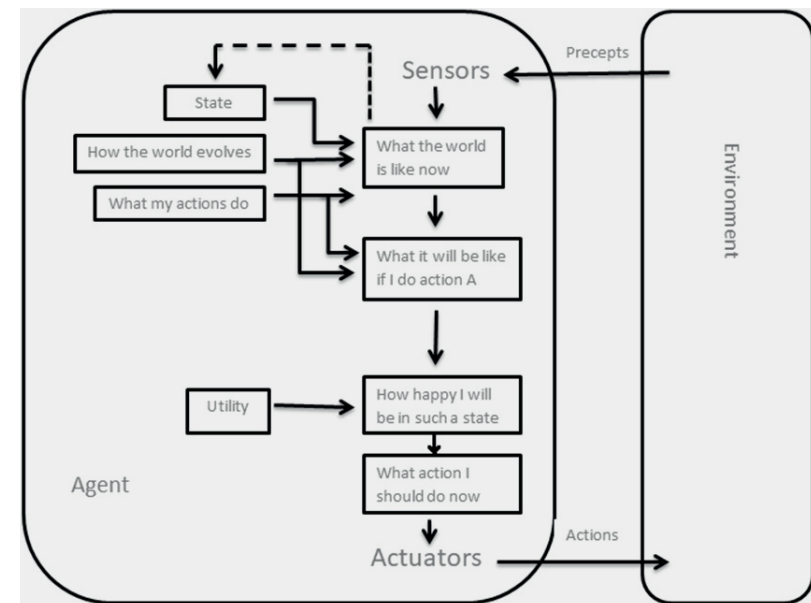 Precepts
Sensors
State
How the world evolves
What the world
is like now
What my actions do
What it will be like
if I do action A
Utility
How happy I will
be in such a state
What action I
should do now
Agent
Actuators
Actions
Environment